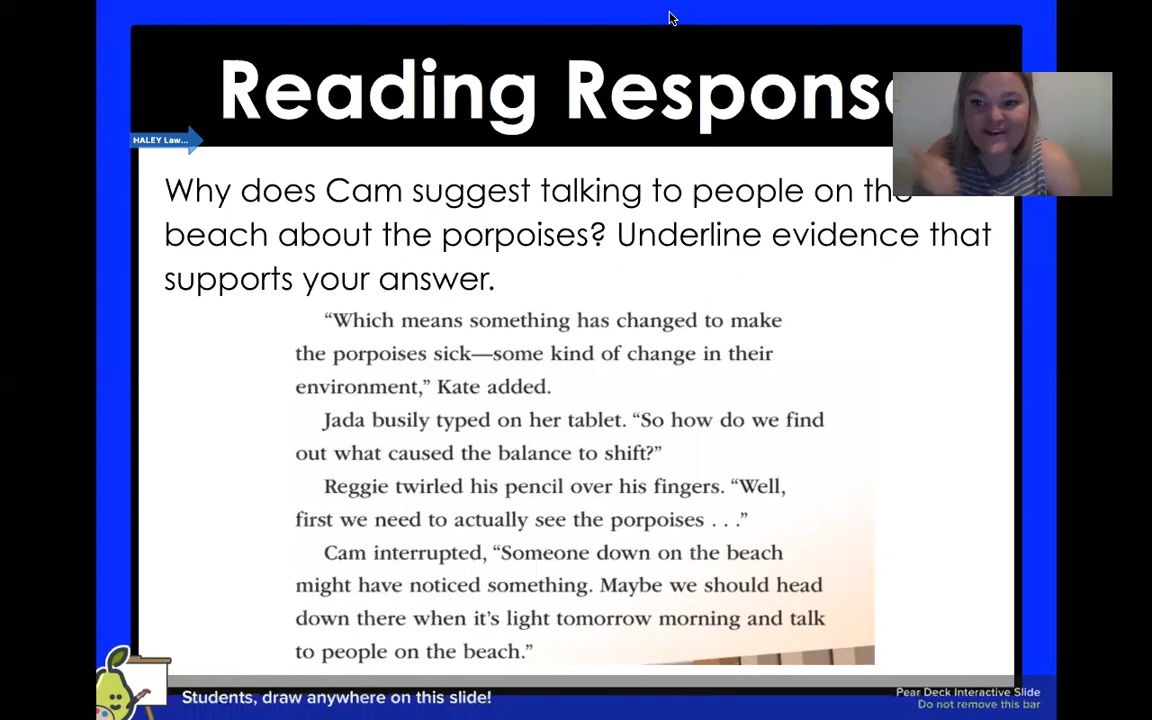 Reading Respons
HALEY Law...
Why does Cam suggest talking to people on the
beach about the porpoises? Underline evidence that
supports your answer.
“Which means something has changed to make
the porpoises sick—some kind of change in their
environment,” Kate added.
Jada busily typed on her tablet. “So how do we find
out what caused the balance to shift?”
Reggie twirled his pencil over his fingers. “Well,
first we need to actually see the porpoises . . .”
Cam interrupted, “Someone down on the beach
might have noticed something. Maybe we should head
down there when it’s light tomorrow morning and talk
to people on the beach.”
Students, draw anywhere on this slide!
Pear Deck Interactive Slide
Do not remove this bar